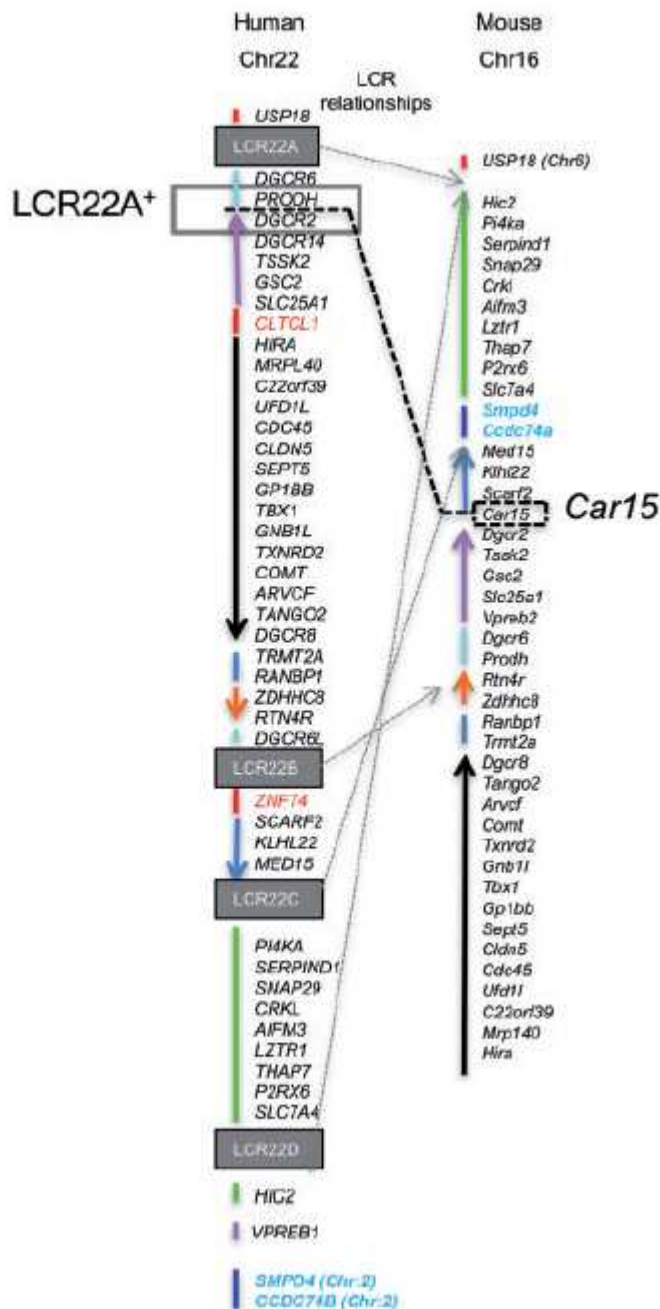 Human
Chr22
USP18
LCR22A
DGCR6
PRODH
LCR22A+
DGCR2
DGCR14
TSSK2
GSC2
SLC25A1
CLTCL1
HIRA
MRPL40
C22orf39
UFD1L
CDC45
CLDN5
SEPT5
GP1BB
TBX1
GNB1L
TXNRD2
COMT
ARVCF
TANGO2
DGCR8
TRMT2A
RANBP1
ZDHHC8
RTN4R
DGCR6L
LCR22B
ZNF74
SCARF2
KLHL22
MED15
LCR22C
PI4KA
SERPIND1
SNAP29
CRKL
AIFM3
LZTR1
THAP7
P2RX6
SLC7A4
LCR22D
HIC2
VPREB1
SMPD4 (Chr:2)
CCDC74B (Chr:2)
LCR
relationships
Mouse
Chr16
USP18 (Chr6)
Hic2
Pi4ka
Serpind1
Snap29
Crkl
Aifm3
Lztr1
Thap7
P2rx6
Slc7a4
Smpd4
Ccdc74a
Med15
Klhl22
Scarf2
Car15
Car15
Dgcr2
Tssk2
Gsc2
Slc25a1
Vpreb2
Dgcr6
Prodh
Rtn4r
Zdhhc8
Ranbp1
Trmt2a
Dgcr8
Tango2
Arvcf
Comt
Txnrd2
Gnb1l
Tbx1
Gp1bb
Sept5
Cldn5
Cdc45
Ufd1l
C22orf39
Mrp140
Hira